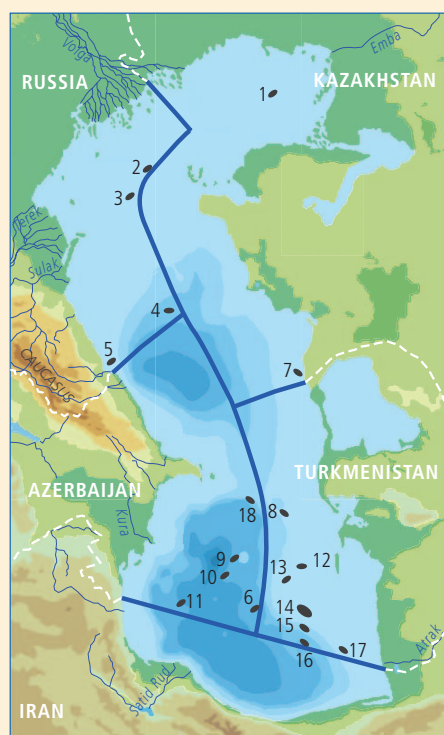 Volga
Emba
RUSSIA
KAZAKHSTAN
1
2
3
Terek
Sulak
4
5
7
CAUCASUS
TURKMENISTAN
AZERBAIJAN
Kura
18
8
9
12
10
13
11
6
14
15
16
17
Atrak
Safid Rud
IRAN